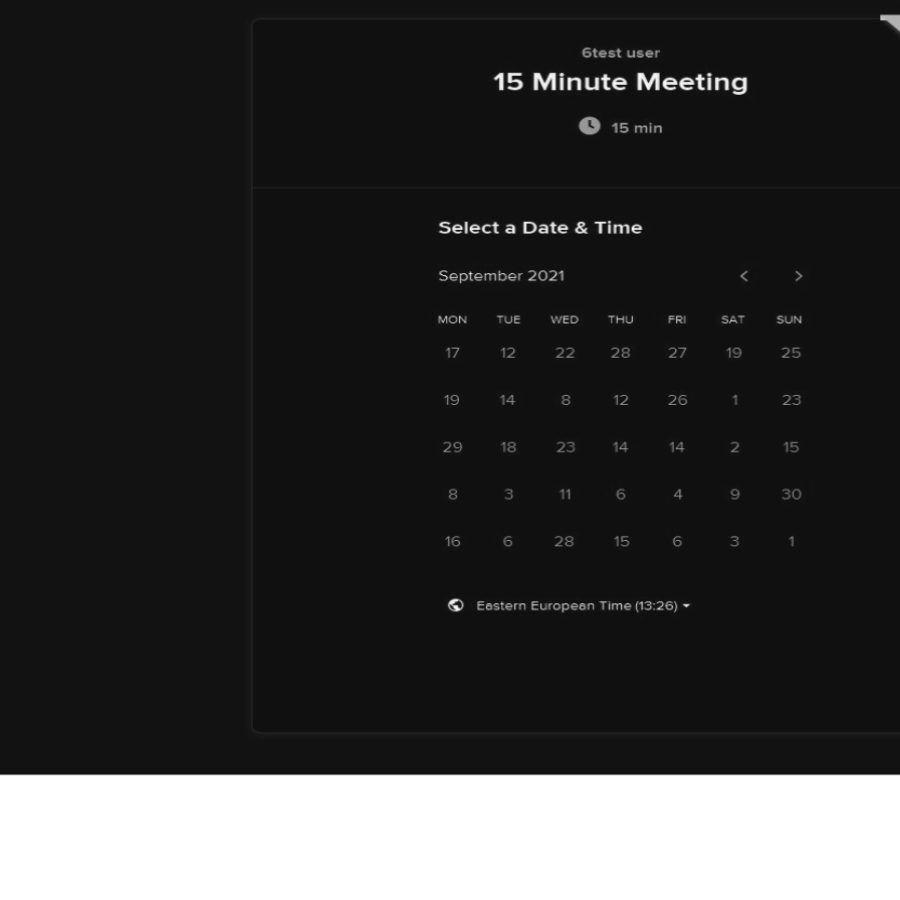 6test user
15 Minute Meeting
15 min
Select a Date & Time
September 2021
MON TUE WED THU FRI SAT SUN
17 12 22 28 27 19 25
19 14 8 12 26 1 23
29 18 23 14 14 2 15
8 3 11 6 4 9 30
16 6 28 15 6 3 1
Eastern European Time (13:26)